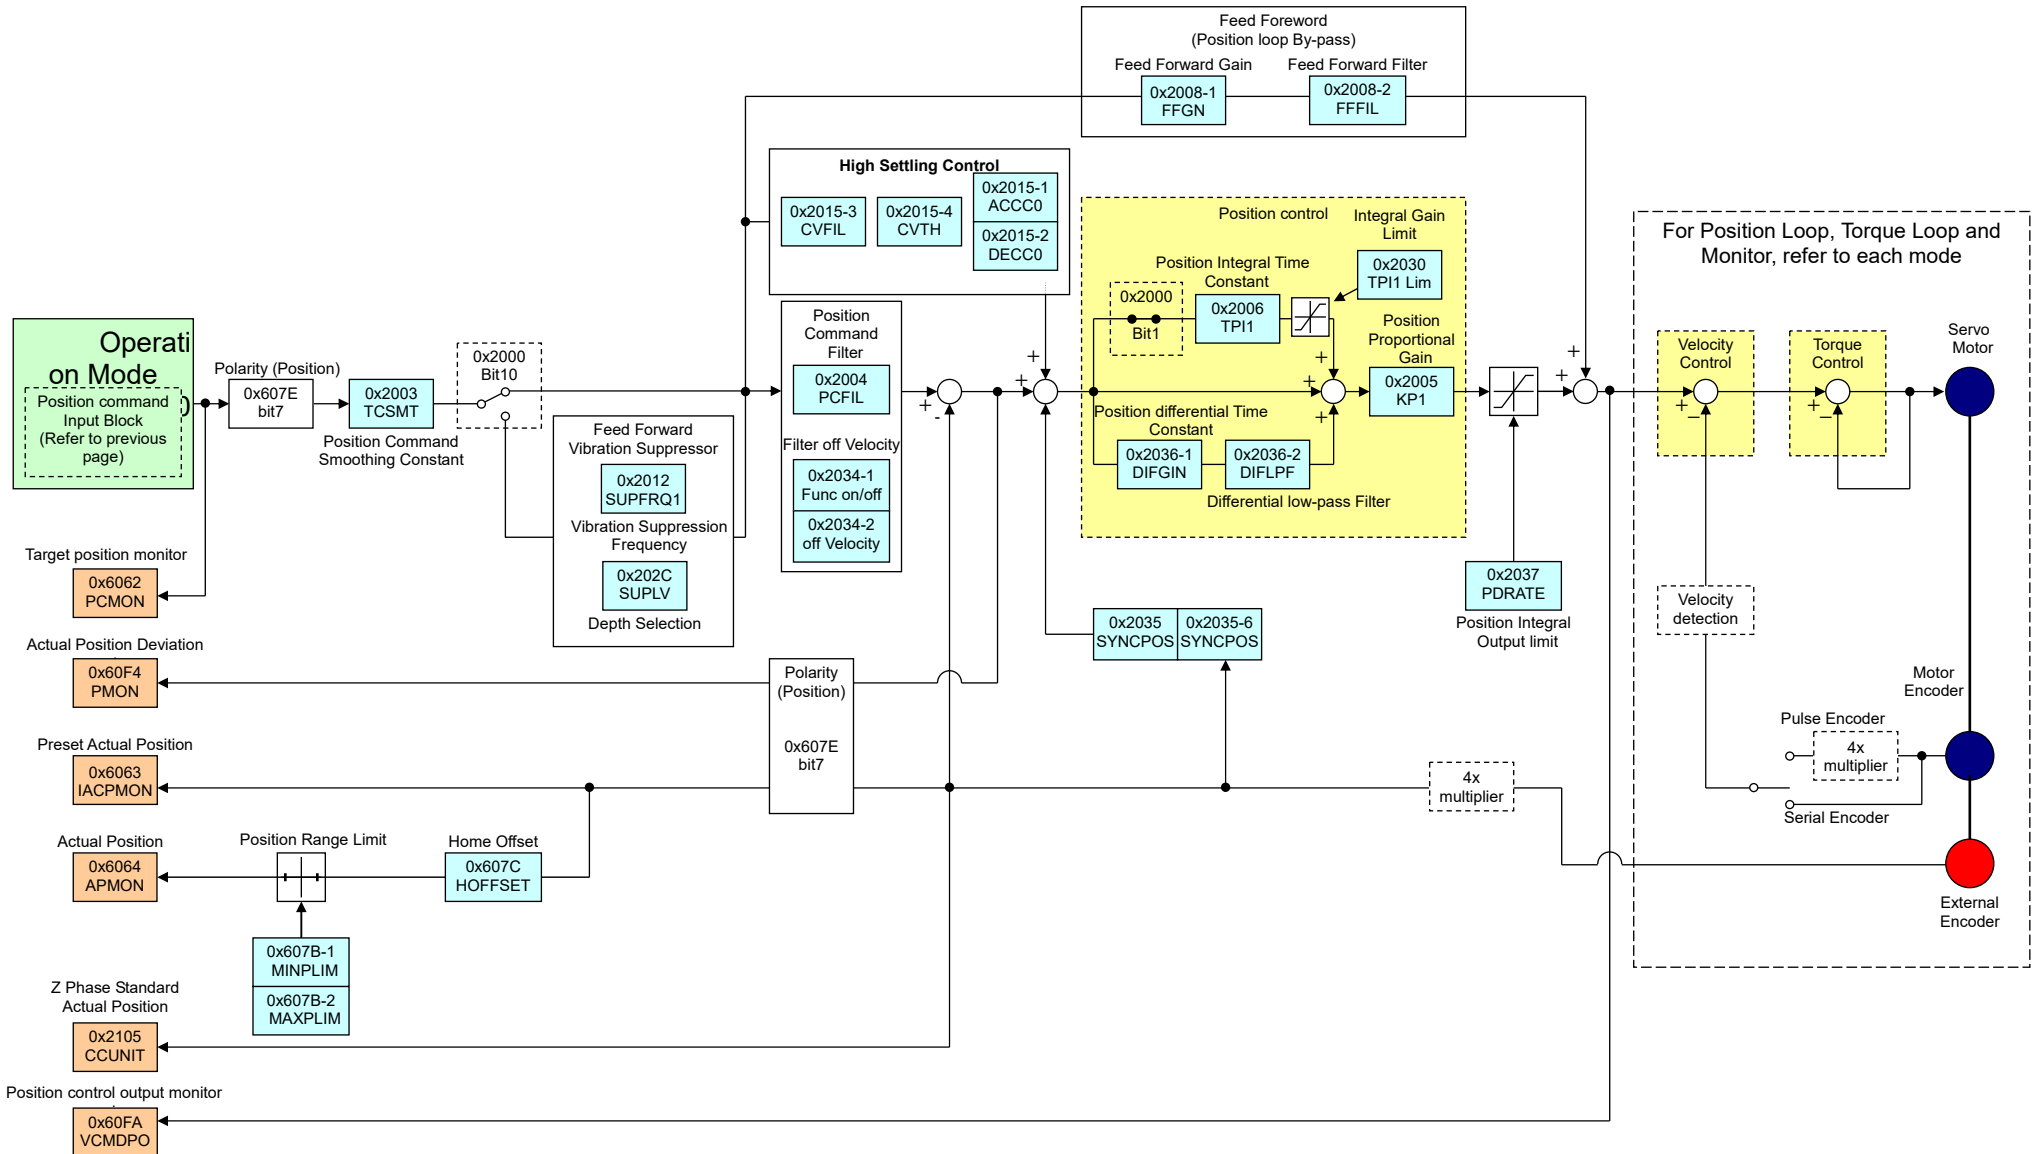 Feed Foreword
(Position loop By-pass)
Feed Forward Gain
Feed Forward Filter
0x2008-1
FFGN
0x2008-2
FFFIL
High Settling Control
0x2015-3
CVFIL
0x2015-4
CVTH
0x2015-1
ACCC0
0x2015-2
DECC0
Position control
Integral Gain
Limit
0x2030
TPI1 Lim
Position Integral Time
Constant
0x2000
Bit1
0x2006
TPI1
Position
Proportional
Gain
0x2005
KP1
Position differential Time
Constant
0x2036-1
DIFGIN
0x2036-2
DIFLPF
Differential low-pass Filter
For Position Loop, Torque Loop and
Monitor, refer to each mode
Velocity
Control
Torque
Control
Servo
Motor
Operati
on Mode
Position command
Input Block
(Refer to previous
page)
Polarity (Position)
0x607E
bit7
0x2003
TCSMT
Position Command
Smoothing Constant
0x2000
Bit10
Feed Forward
Vibration Suppressor
0x2012
SUPFRQ1
Vibration Suppression
Frequency
0x202C
SUPLV
Depth Selection
Position
Command
Filter
0x2004
PCFIL
Filter off Velocity
0x2034-1
Func on/off
0x2034-2
off Velocity
+
-
+
+
+
+
+
+
+
+
−
+
−
0x2037
PDRATE
Position Integral
Output limit
0x2035
SYNCPOS
0x2035-6
SYNCPOS
Velocity
detection
Motor
Encoder
Pulse Encoder
4x
multiplier
Serial Encoder
External
Encoder
4x
multiplier
Target position monitor
0x6062
PCMON
Actual Position Deviation
0x60F4
PMON
Polarity
(Position)
0x607E
bit7
Preset Actual Position
0x6063
IACPMON
Actual Position
0x6064
APMON
Position Range Limit
Home Offset
0x607C
HOFFSET
0x607B-1
MINPLIM
0x607B-2
MAXPLIM
Z Phase Standard
Actual Position
0x2105
CCUNIT
Position control output monitor
0x60FA
VCMDPO